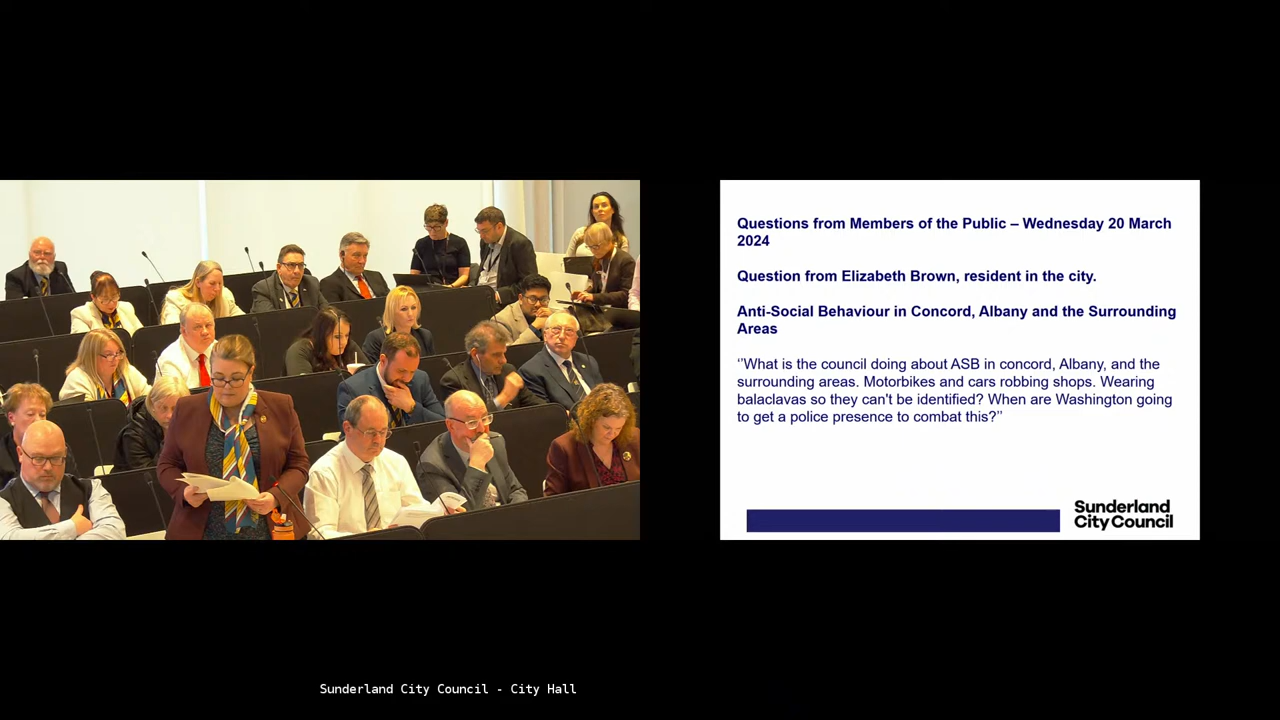 Questions from Members of the Public – Wednesday 20 March
2024
Question from Elizabeth Brown, resident in the city.
Anti-Social Behaviour in Concord, Albany and the Surrounding
Areas
‘’What is the council doing about ASB in concord, Albany, and the
surrounding areas. Motorbikes and cars robbing shops. Wearing
balaclavas so they can't be identified? When are Washington going
to get a police presence to combat this?’’
Sunderland
City Council
Sunderland City Council - City Hall